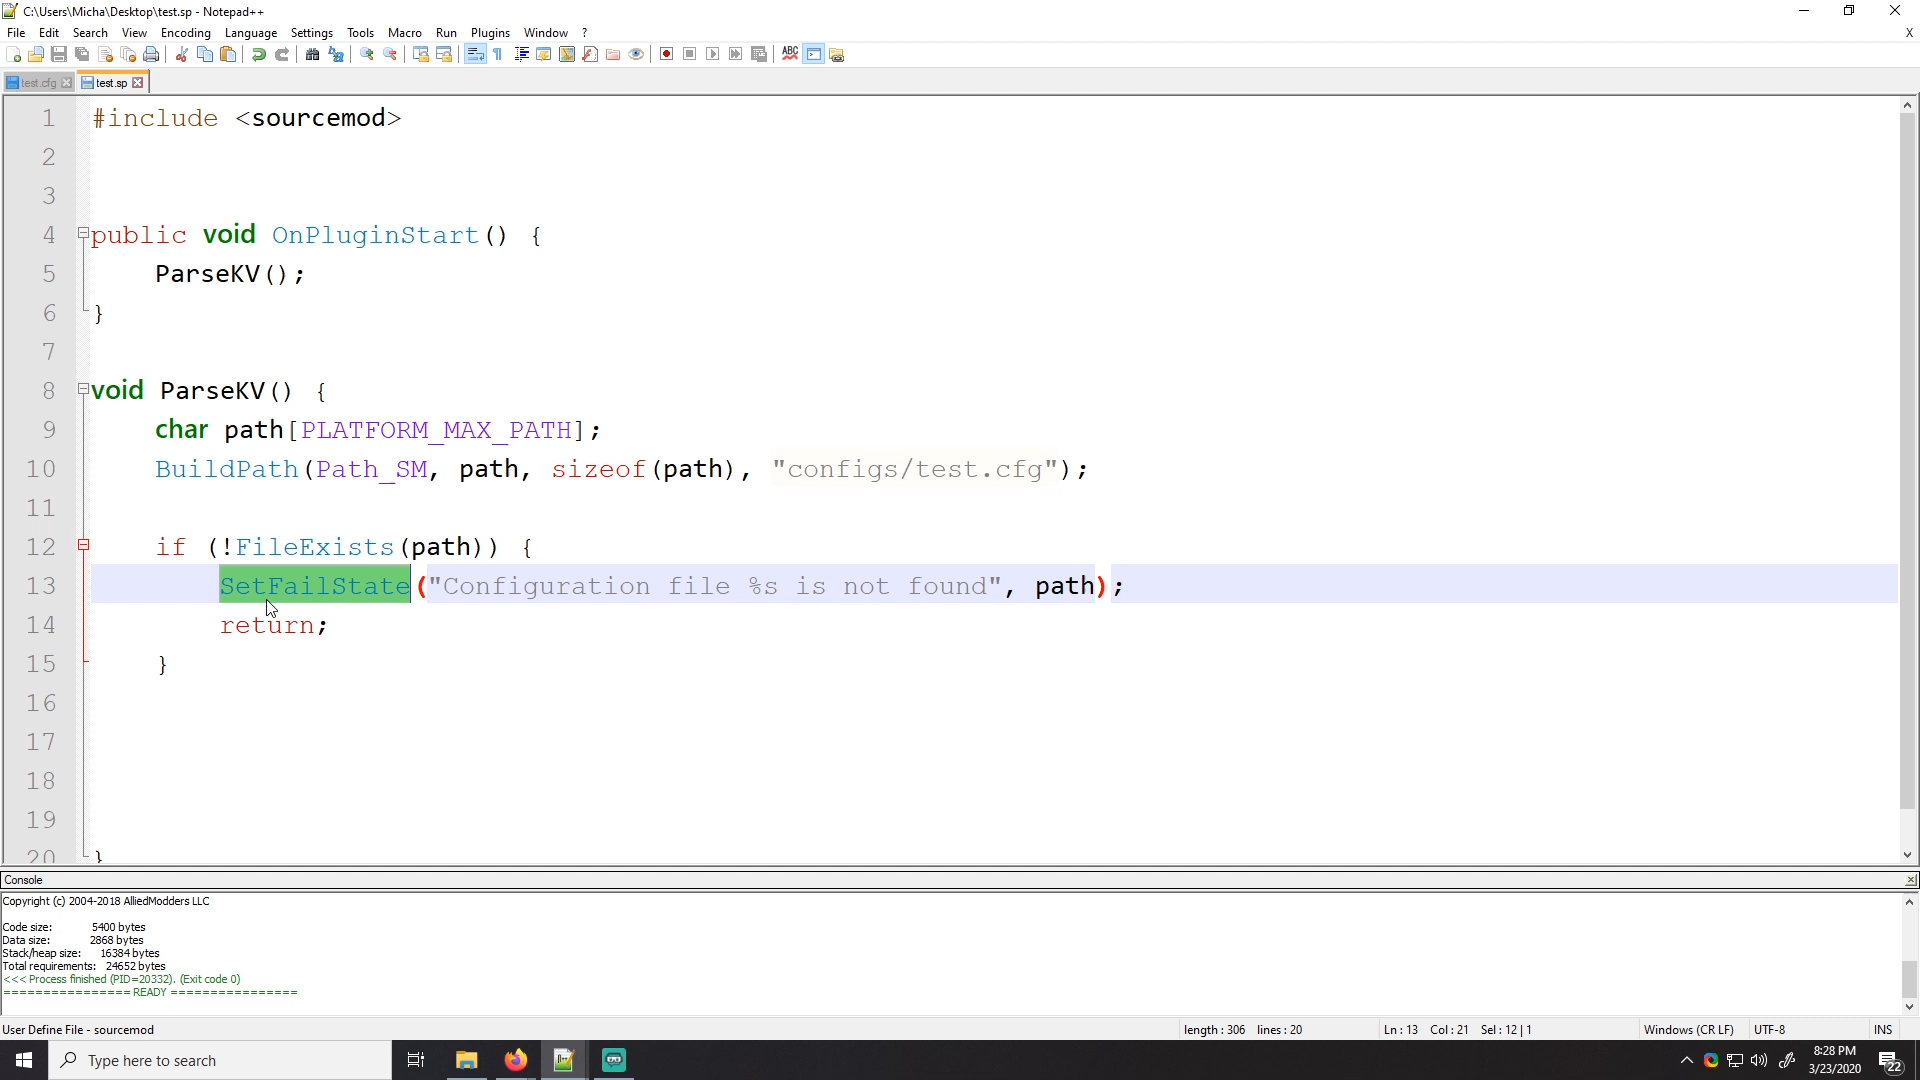 C:\Users\Micha\Desktop\test.sp - Notepad++
File Edit Search View Encoding Language Settings Tools Macro Run Plugins Window ? X
ABC
test.cfg test.sp
1 #include <sourcemod>
2
3
4 public void OnPluginStart() {
5 ParseKV();
6 }
7
8 void ParseKV() {
9 char path[PLATFORM_MAX_PATH];
10 BuildPath(Path_SM, path, sizeof(path), "configs/test.cfg");
11
12 if (!FileExists(path)) {
13 SetFailState("Configuration file %s is not found", path);
14 return;
15 }
16
17
18
19
20 }
Console
Copyright (c) 2004-2018 AlliedModders LLC
Code size: 5400 bytes
Data size: 2868 bytes
Stack/heap size: 16384 bytes
Total requirements: 24652 bytes
<<< Process finished (PID=20332). (Exit code 0)
================ READY ================
User Define File - sourcemod length : 306 lines : 20 Ln : 13 Col : 21 Sel : 12 | 1 Windows (CR LF) UTF-8 INS
Type here to search
8:28 PM
3/23/2020
22